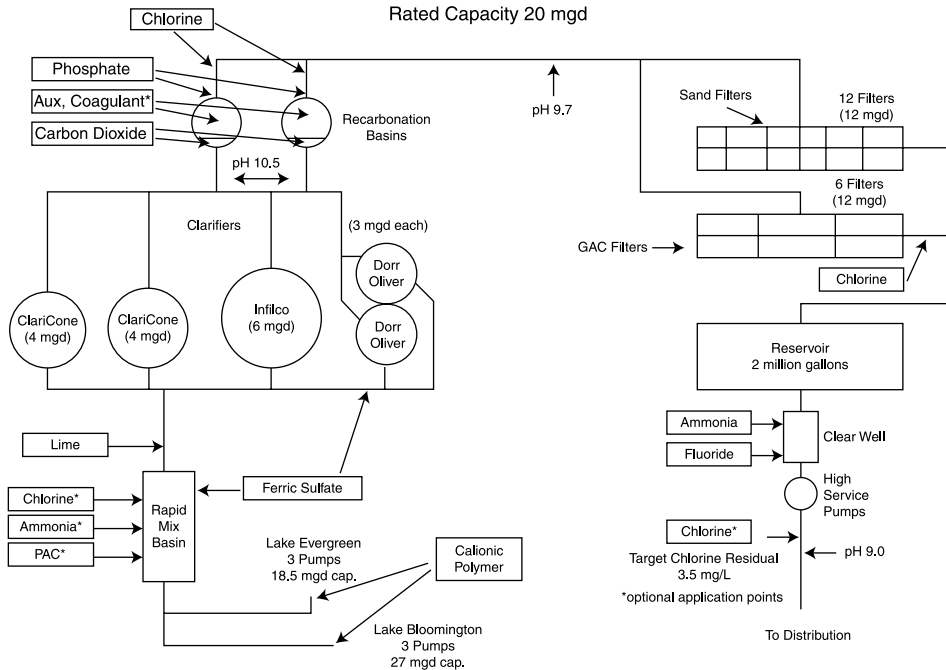 Rated Capacity 20 mgd
Chlorine
Phosphate
Aux, Coagulant*
Carbon Dioxide
Recarbonation
Basins
pH 10.5
pH 9.7
Sand Filters
12 Filters
(12 mgd)
6 Filters
(12 mgd)
GAC Filters
Chlorine
Clarifiers
(3 mgd each)
Dorr
Oliver
Dorr
Oliver
ClariCone
(4 mgd)
ClariCone
(4 mgd)
Infilco
(6 mgd)
Reservoir
2 million gallons
Lime
Ammonia
Fluoride
Clear Well
Chlorine*
Ammonia*
PAC*
Rapid
Mix
Basin
Ferric Sulfate
High
Service
Pumps
Chlorine*
pH 9.0
Target Chlorine Residual
3.5 mg/L
*optional application points
Lake Evergreen
3 Pumps
18.5 mgd cap.
Calionic
Polymer
Lake Bloomington
3 Pumps
27 mgd cap.
To Distribution